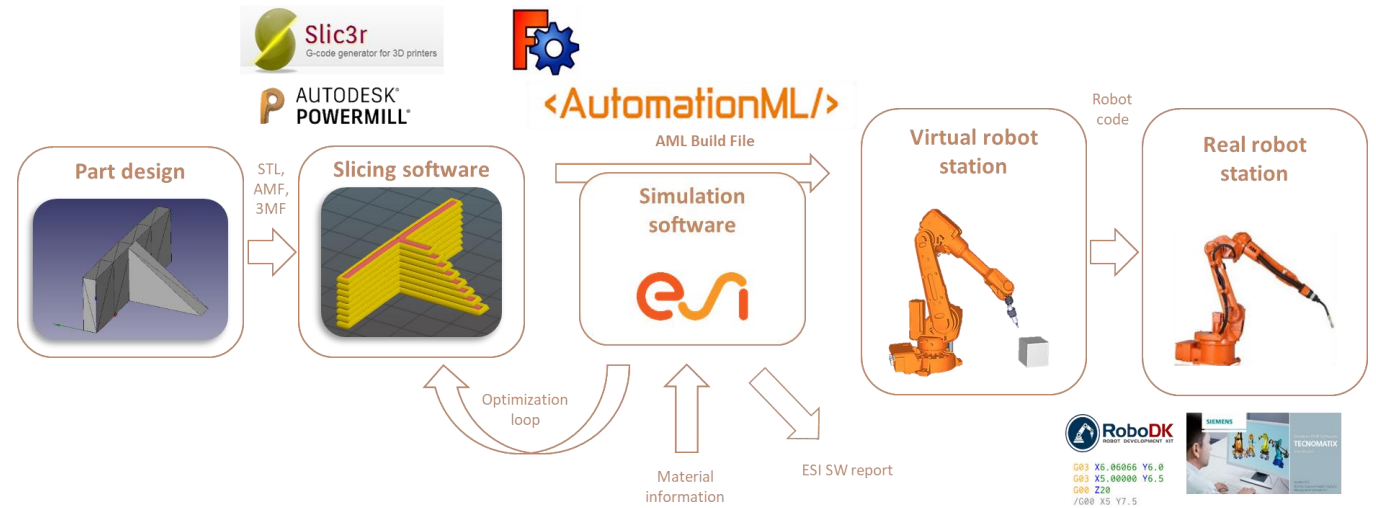 Slic3r
G-code generator for 3D printers
AUTODESK®
POWERMILL®
<AutomationML/>
AML Build File
Part design
STL,
AMF,
3MF
Slicing software
Simulation
software
esi
Virtual robot
station
Robot
code
Real robot
station
Optimization
loop
Material
information
ESI SW report
RoboDK
ROBOT DEVELOPMENT KIT
G03 X6.06066 Y6.0
G03 X5.00000 Y6.5
G00 Z20
/G00 X5 Y7.5
SIEMENS
TECNOMATIX